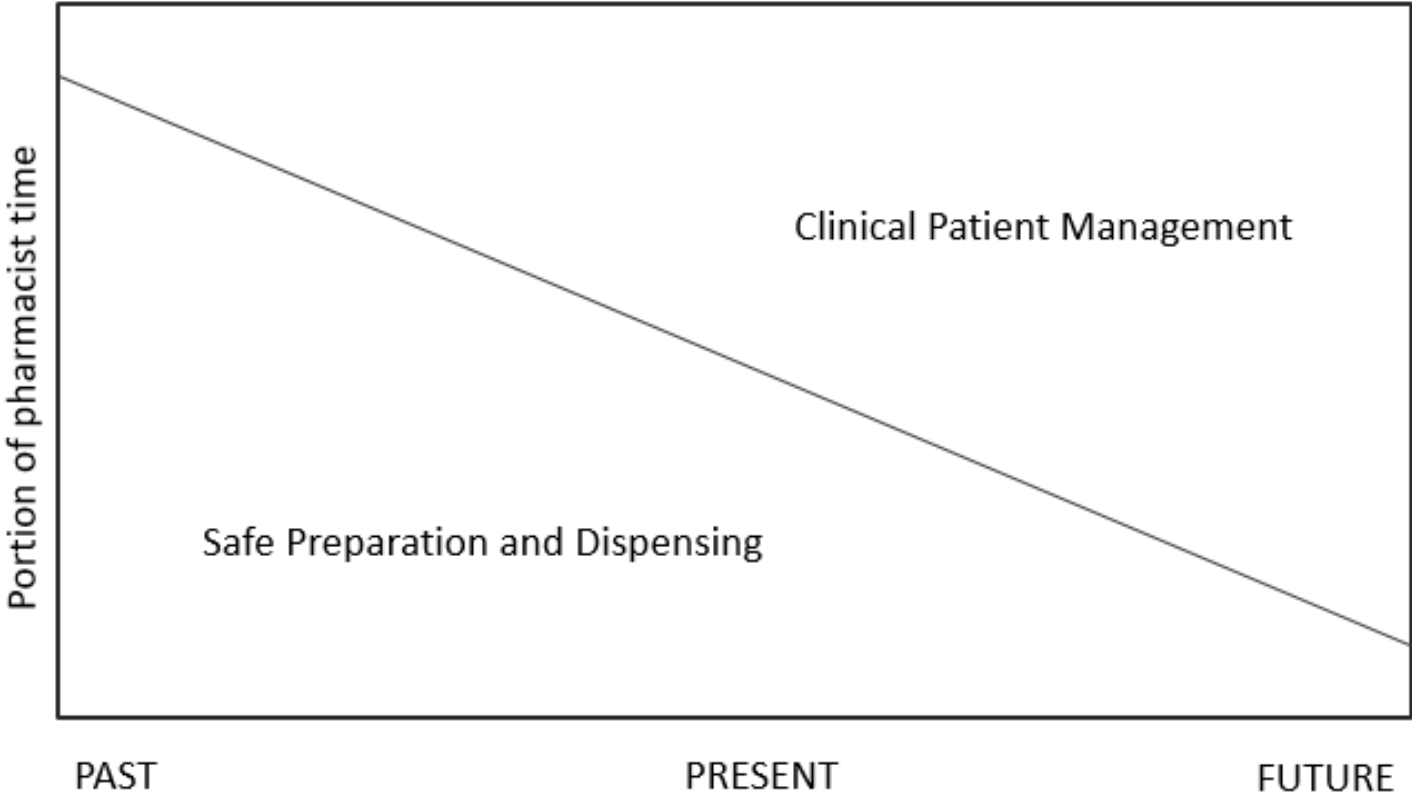 Portion of pharmacist time
Clinical Patient Management
Safe Preparation and Dispensing
PAST
PRESENT
FUTURE